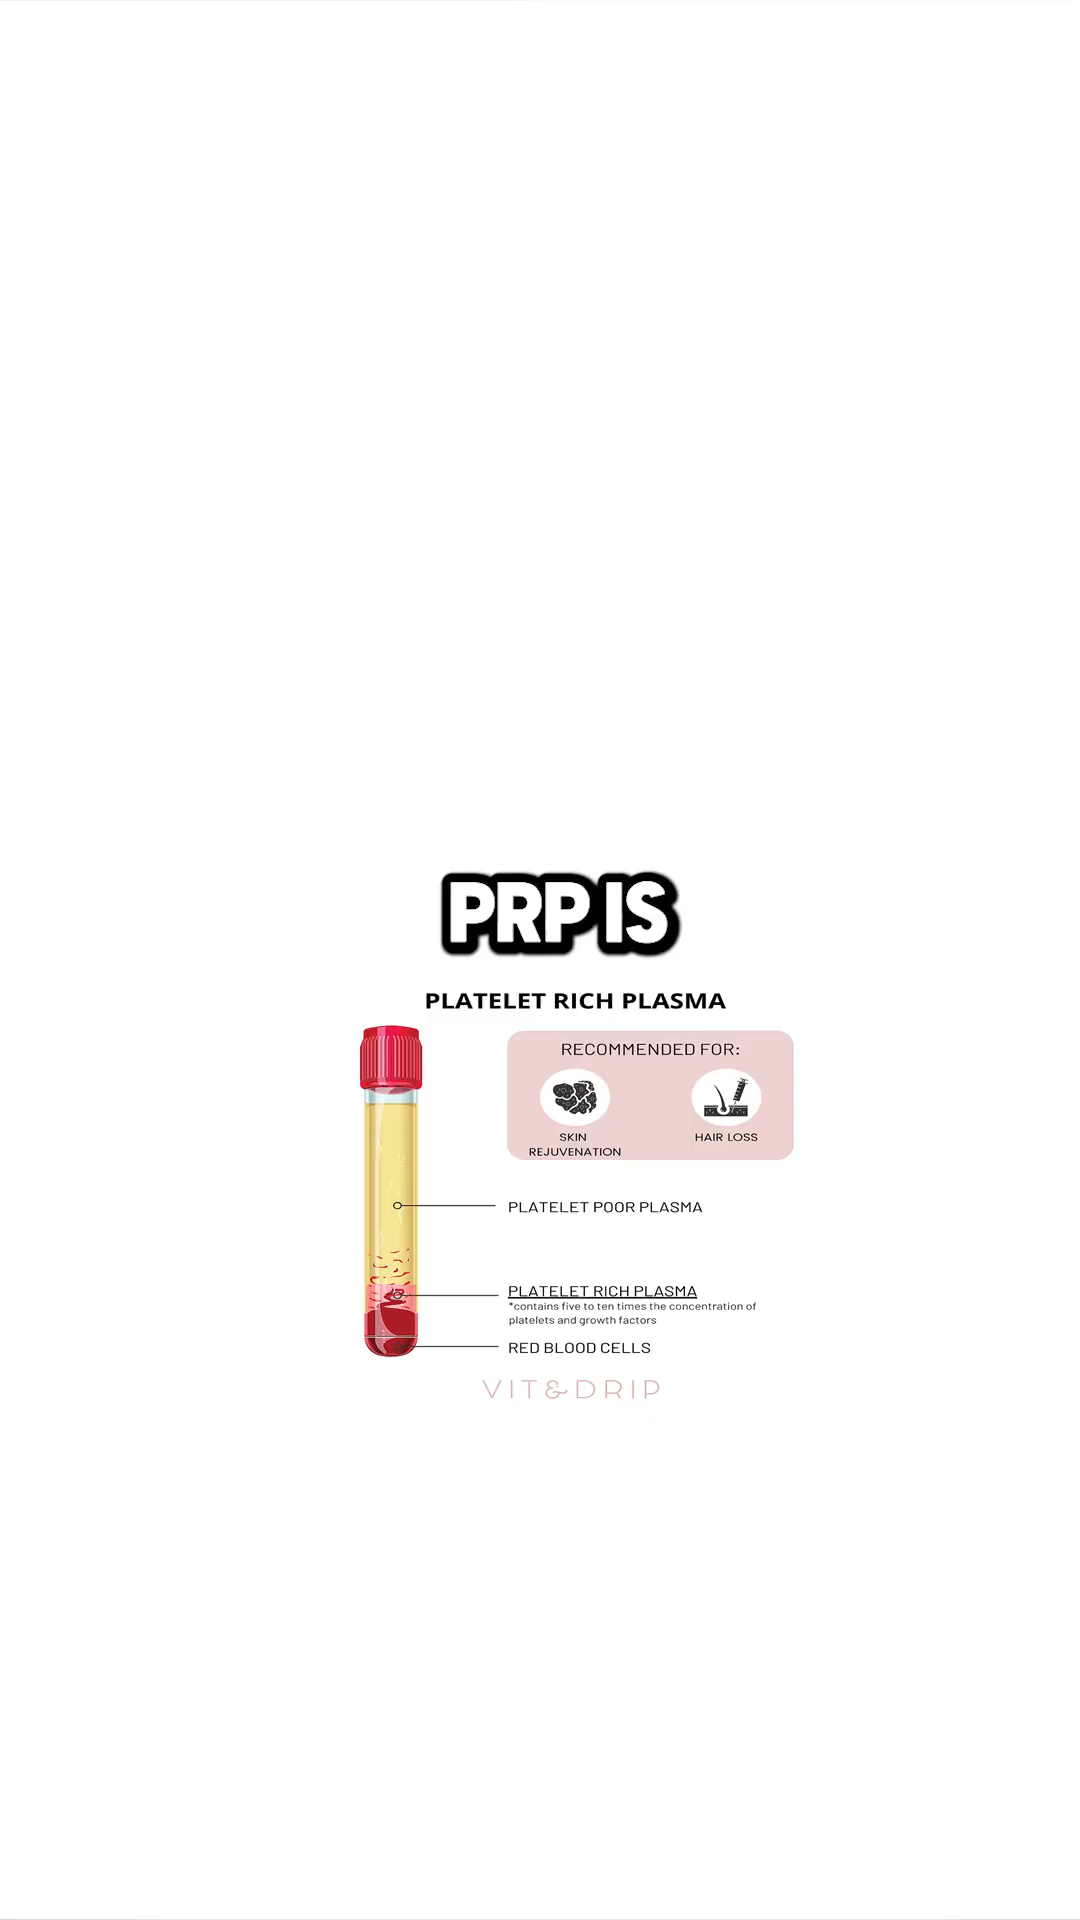 PRP IS
PLATELET RICH PLASMA
RECOMMENDED FOR:
SKIN
REJUVENATION
HAIR LOSS
PLATELET POOR PLASMA
PLATELET RICH PLASMA
*contains five to ten times the concentration of
platelets and growth factors
RED BLOOD CELLS
VIT&DRIP